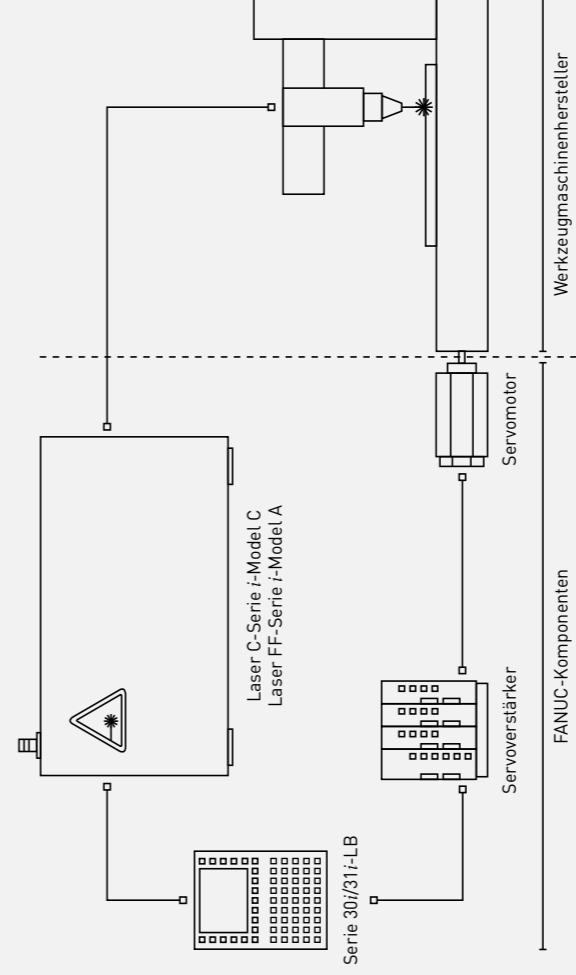 Serie 30i/31i-LB
Laser C-Serie i-Model C
Laser FF-Serie i-Model A
Servoverstärker
Servomotor
FANUC-Komponenten
Werkzeugmaschinenhersteller